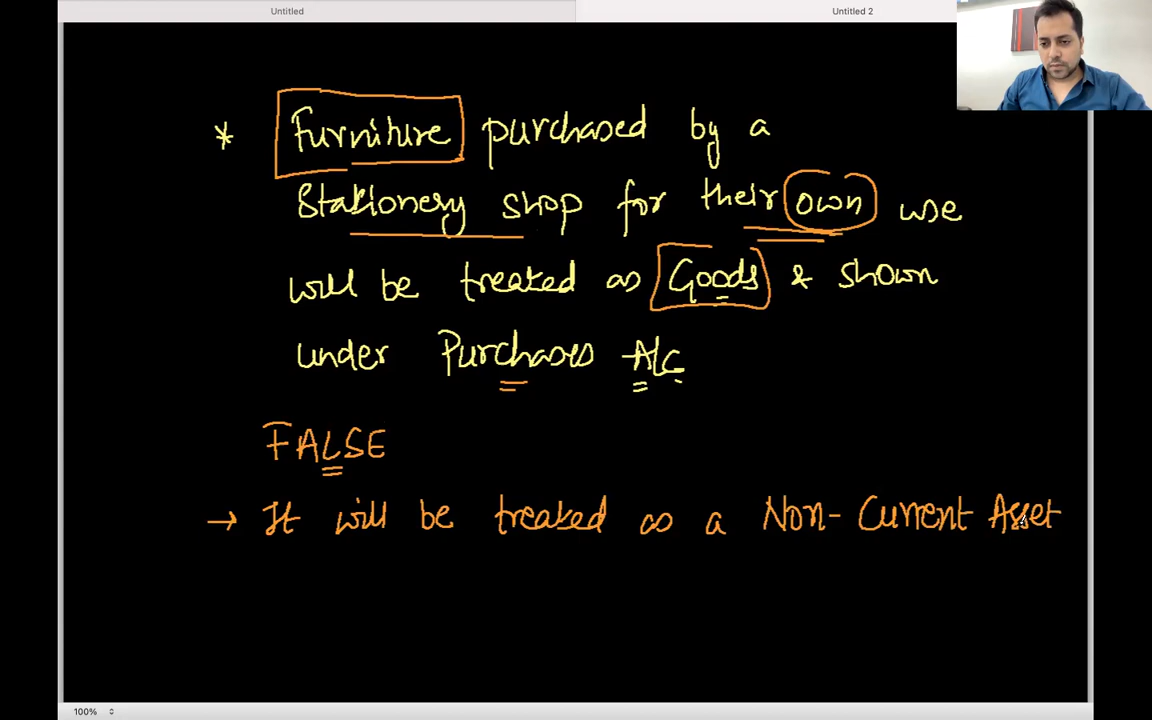 Untitled
Untitled 2
* Furniture purchased by a
Stationery shop for their own use
will be treated as Goods & shown
under Purchases A/C
FALSE
→ It will be treated as a Non-Current Asset
100%